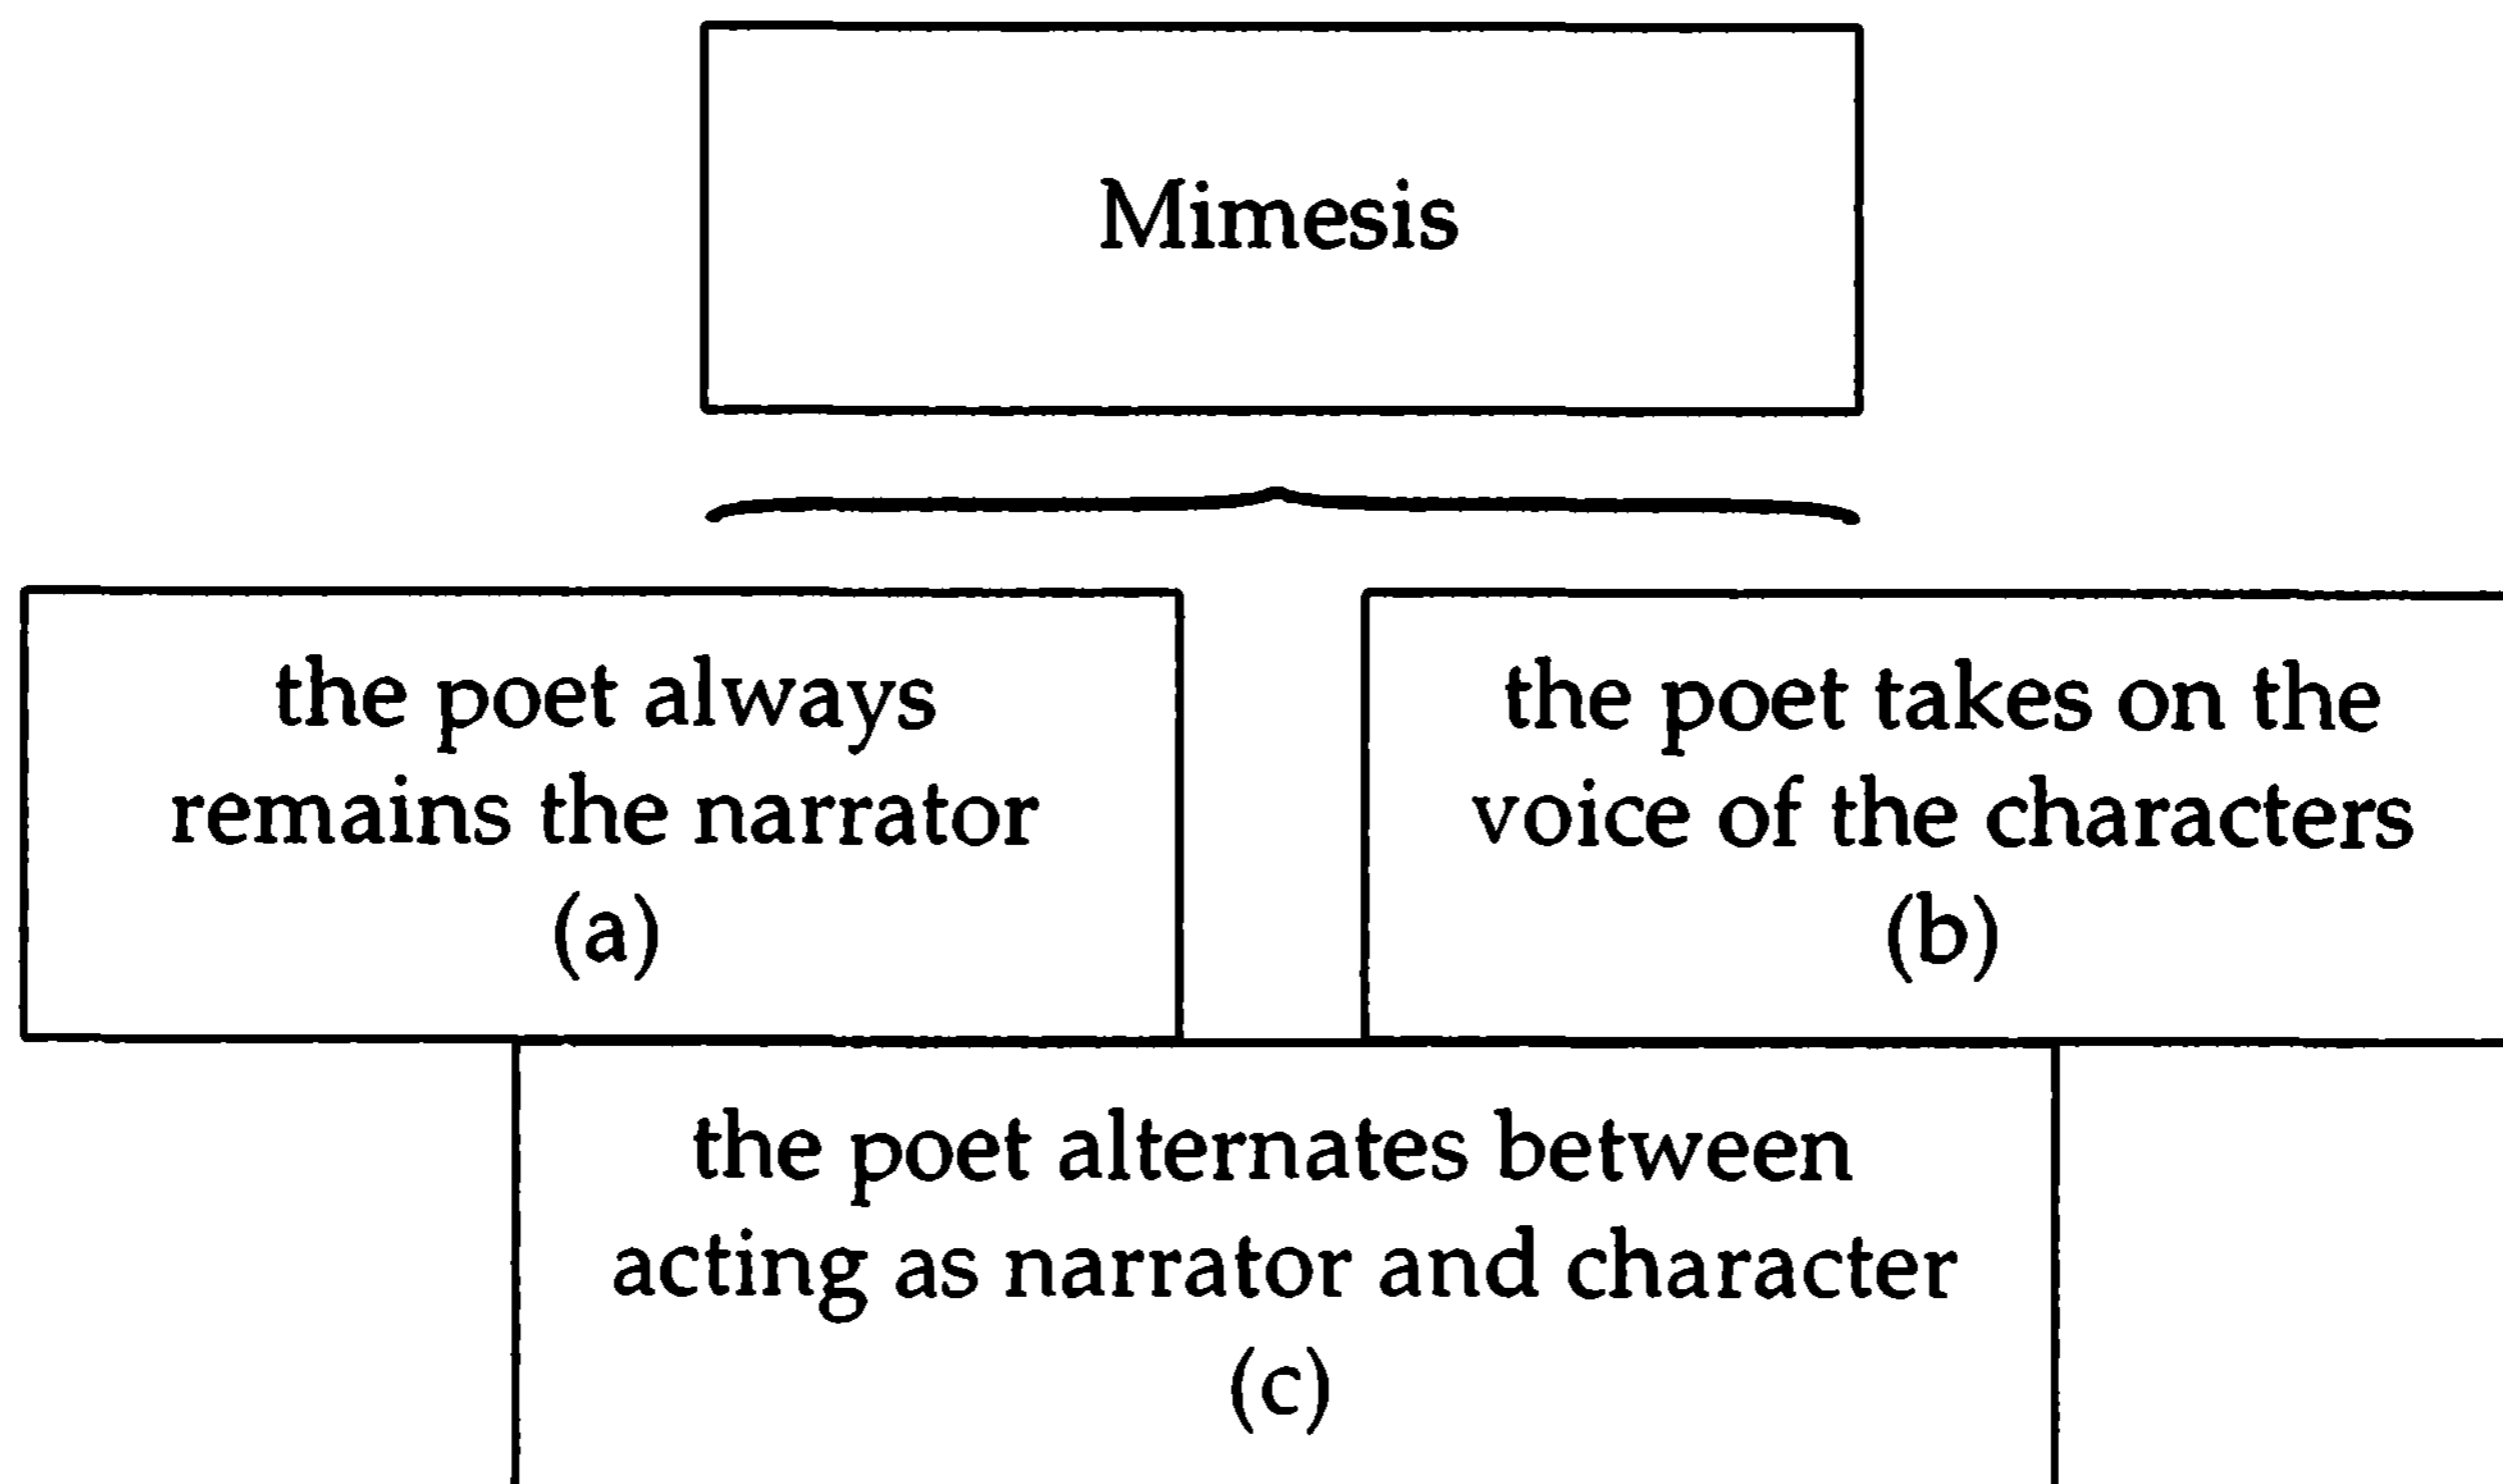 Mimesis
the poet always
remains the narrator
(a)
the poet takes on the
voice of the characters
(b)
the poet alternates between
acting as narrator and character
(c)